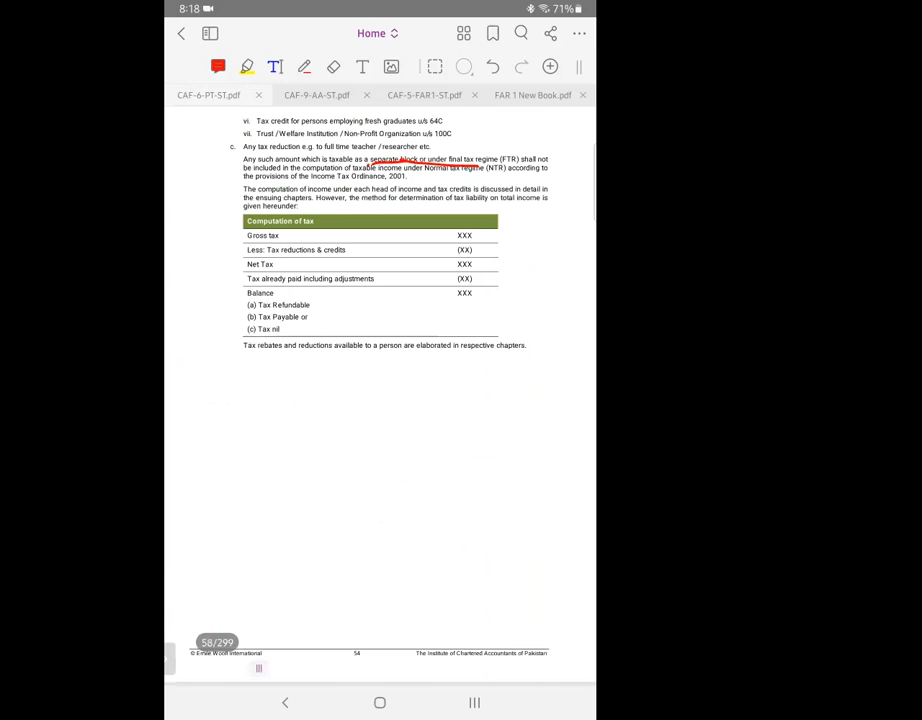 8:18
71%
Home
CAF-6-PT-ST.pdf
CAF-9-AA-ST.pdf
CAF-5-FAR1-ST.pdf
FAR 1 New Book.pdf
vi. Tax credit for persons employing fresh graduates u/s 64C
vii. Trust / Welfare Institution / Non-Profit Organization u/s 100C
c. Any tax reduction e.g. to full time teacher / researcher etc.
Any such amount which is taxable as a separate block or under final tax regime (FTR) shall not
be included in the computation of taxable income under Normal tax regime (NTR) according to
the provisions of the Income Tax Ordinance, 2001.
The computation of income under each head of income and tax credits is discussed in detail in
the ensuing chapters. However, the method for determination of tax liability on total income is
given hereunder:
Computation of tax
Gross tax XXX
Less: Tax reductions & credits (XX)
Net Tax XXX
Tax already paid including adjustments (XX)
Balance XXX
(a) Tax Refundable
(b) Tax Payable or
(c) Tax nil
Tax rebates and reductions available to a person are elaborated in respective chapters.
58/299
© Emile Woolf International 54 The Institute of Chartered Accountants of Pakistan